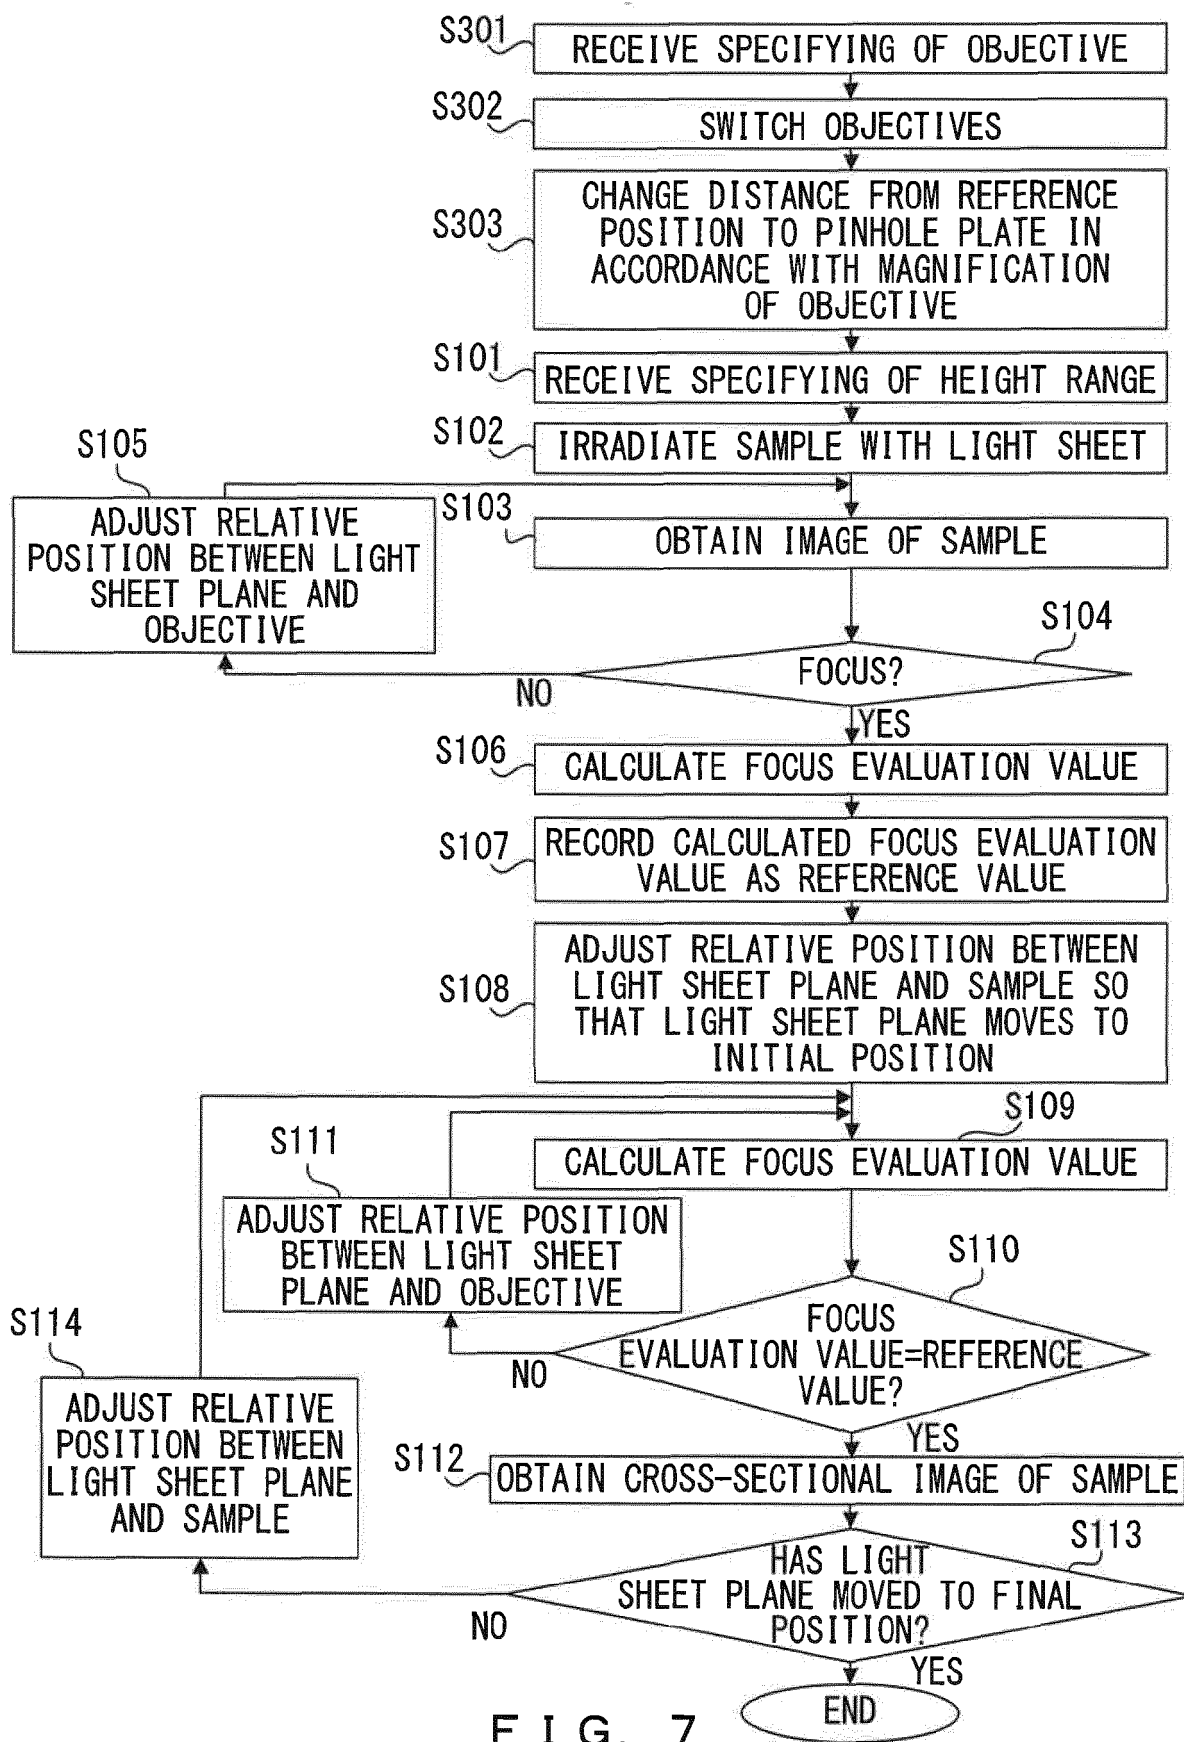 S301
RECEIVE SPECIFYING OF OBJECTIVE
S302
SWITCH OBJECTIVES
S303
CHANGE DISTANCE FROM REFERENCE
POSITION TO PINHOLE PLATE IN
ACCORDANCE WITH MAGNIFICATION
OF OBJECTIVE
S101
RECEIVE SPECIFYING OF HEIGHT RANGE
S102
IRRADIATE SAMPLE WITH LIGHT SHEET
S105
ADJUST RELATIVE
POSITION BETWEEN LIGHT
SHEET PLANE AND
OBJECTIVE
S103
OBTAIN IMAGE OF SAMPLE
S104
FOCUS?
NO
YES
S106
CALCULATE FOCUS EVALUATION VALUE
S107
RECORD CALCULATED FOCUS EVALUATION
VALUE AS REFERENCE VALUE
S108
ADJUST RELATIVE POSITION BETWEEN
LIGHT SHEET PLANE AND SAMPLE SO
THAT LIGHT SHEET PLANE MOVES TO
INITIAL POSITION
S109
CALCULATE FOCUS EVALUATION VALUE
S111
ADJUST RELATIVE POSITION
BETWEEN LIGHT SHEET
PLANE AND OBJECTIVE
S110
FOCUS
EVALUATION VALUE=REFERENCE
VALUE?
NO
YES
S114
ADJUST RELATIVE
POSITION BETWEEN
LIGHT SHEET PLANE
AND SAMPLE
S112
OBTAIN CROSS-SECTIONAL IMAGE OF SAMPLE
S113
HAS LIGHT
SHEET PLANE MOVED TO FINAL
POSITION?
NO
YES
END
FIG. 7